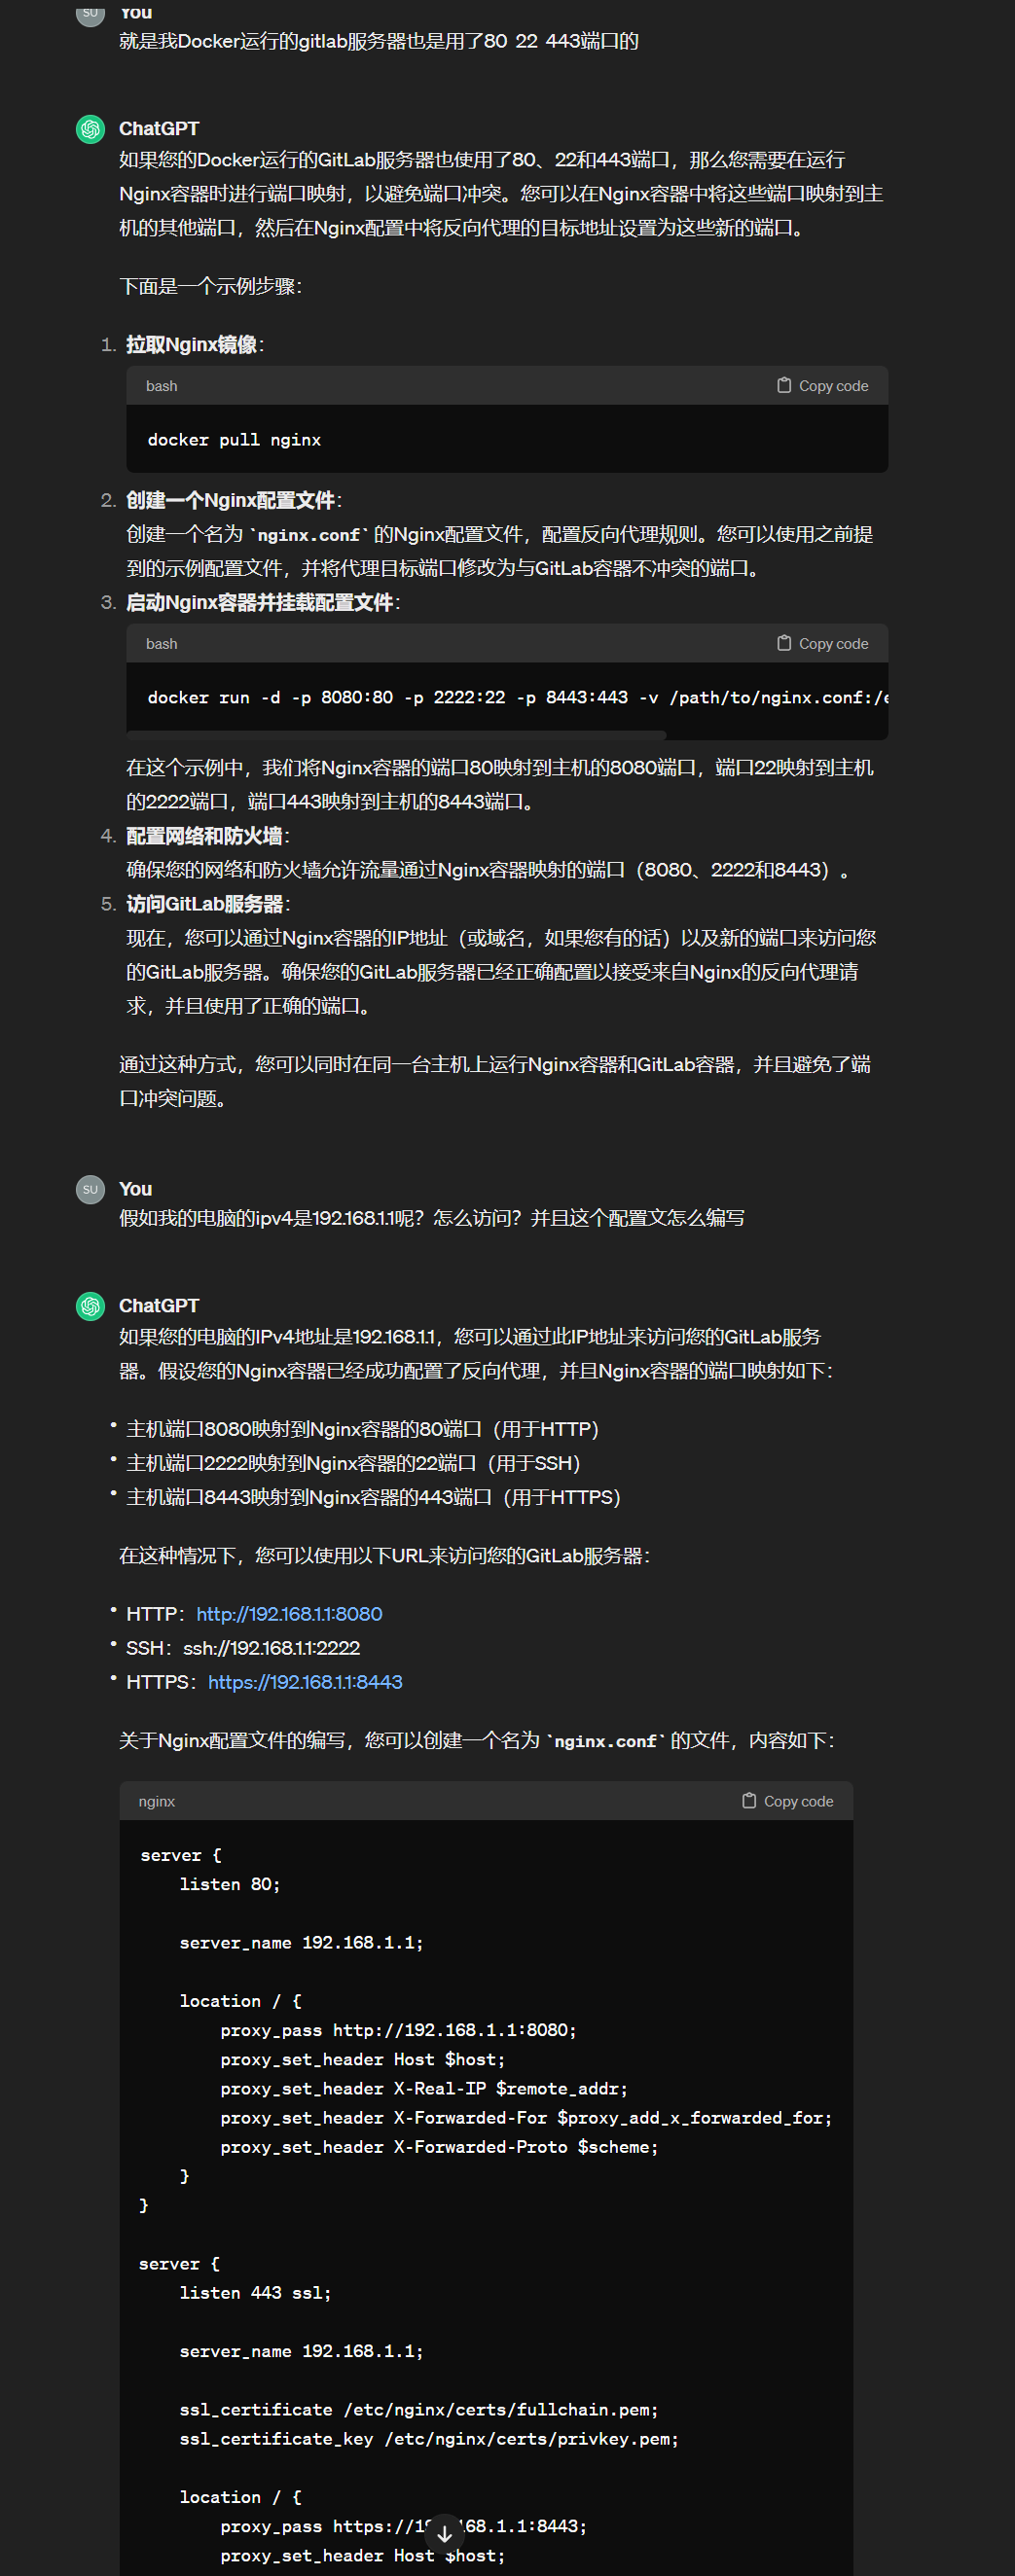 SU
You
就是我Docker运行的gitlab服务器也是用了80 22 443端口的
ChatGPT
如果您的Docker运行的GitLab服务器也使用了80、22和443端口，那么您需要在运行
Nginx容器时进行端口映射，以避免端口冲突。您可以在Nginx容器中将这些端口映射到主
机的其他端口，然后在Nginx配置中将反向代理的目标地址设置为这些新的端口。
下面是一个示例步骤：
1. 拉取Nginx镜像：
bash Copy code
docker pull nginx
2. 创建一个Nginx配置文件：
创建一个名为 `nginx.conf` 的Nginx配置文件，配置反向代理规则。您可以使用之前提
到的示例配置文件，并将代理目标端口修改为与GitLab容器不冲突的端口。
3. 启动Nginx容器并挂载配置文件：
bash Copy code
docker run -d -p 8080:80 -p 2222:22 -p 8443:443 -v /path/to/nginx.conf:/e
在这个示例中，我们将Nginx容器的端口80映射到主机的8080端口，端口22映射到主机
的2222端口，端口443映射到主机的8443端口。
4. 配置网络和防火墙：
确保您的网络和防火墙允许流量通过Nginx容器映射的端口（8080、2222和8443）。
5. 访问GitLab服务器：
现在，您可以通过Nginx容器的IP地址（或域名，如果您有的话）以及新的端口来访问您
的GitLab服务器。确保您的GitLab服务器已经正确配置以接受来自Nginx的反向代理请
求，并且使用了正确的端口。
通过这种方式，您可以同时在同一台主机上运行Nginx容器和GitLab容器，并且避免了端
口冲突问题。
SU
You
假如我的电脑的ipv4是192.168.1.1呢？怎么访问？并且这个配置文怎么编写
ChatGPT
如果您的电脑的IPv4地址是192.168.1.1，您可以通过此IP地址来访问您的GitLab服务
器。假设您的Nginx容器已经成功配置了反向代理，并且Nginx容器的端口映射如下：
• 主机端口8080映射到Nginx容器的80端口（用于HTTP）
• 主机端口2222映射到Nginx容器的22端口（用于SSH）
• 主机端口8443映射到Nginx容器的443端口（用于HTTPS）
在这种情况下，您可以使用以下URL来访问您的GitLab服务器：
• HTTP：http://192.168.1.1:8080
• SSH：ssh://192.168.1.1:2222
• HTTPS：https://192.168.1.1:8443
关于Nginx配置文件的编写，您可以创建一个名为 `nginx.conf` 的文件，内容如下：
nginx Copy code
server {
listen 80;
server_name 192.168.1.1;
location / {
proxy_pass http://192.168.1.1:8080;
proxy_set_header Host $host;
proxy_set_header X-Real-IP $remote_addr;
proxy_set_header X-Forwarded-For $proxy_add_x_forwarded_for;
proxy_set_header X-Forwarded-Proto $scheme;
}
}
server {
listen 443 ssl;
server_name 192.168.1.1;
ssl_certificate /etc/nginx/certs/fullchain.pem;
ssl_certificate_key /etc/nginx/certs/privkey.pem;
location / {
proxy_pass https://192.168.1.1:8443;
proxy_set_header Host $host;